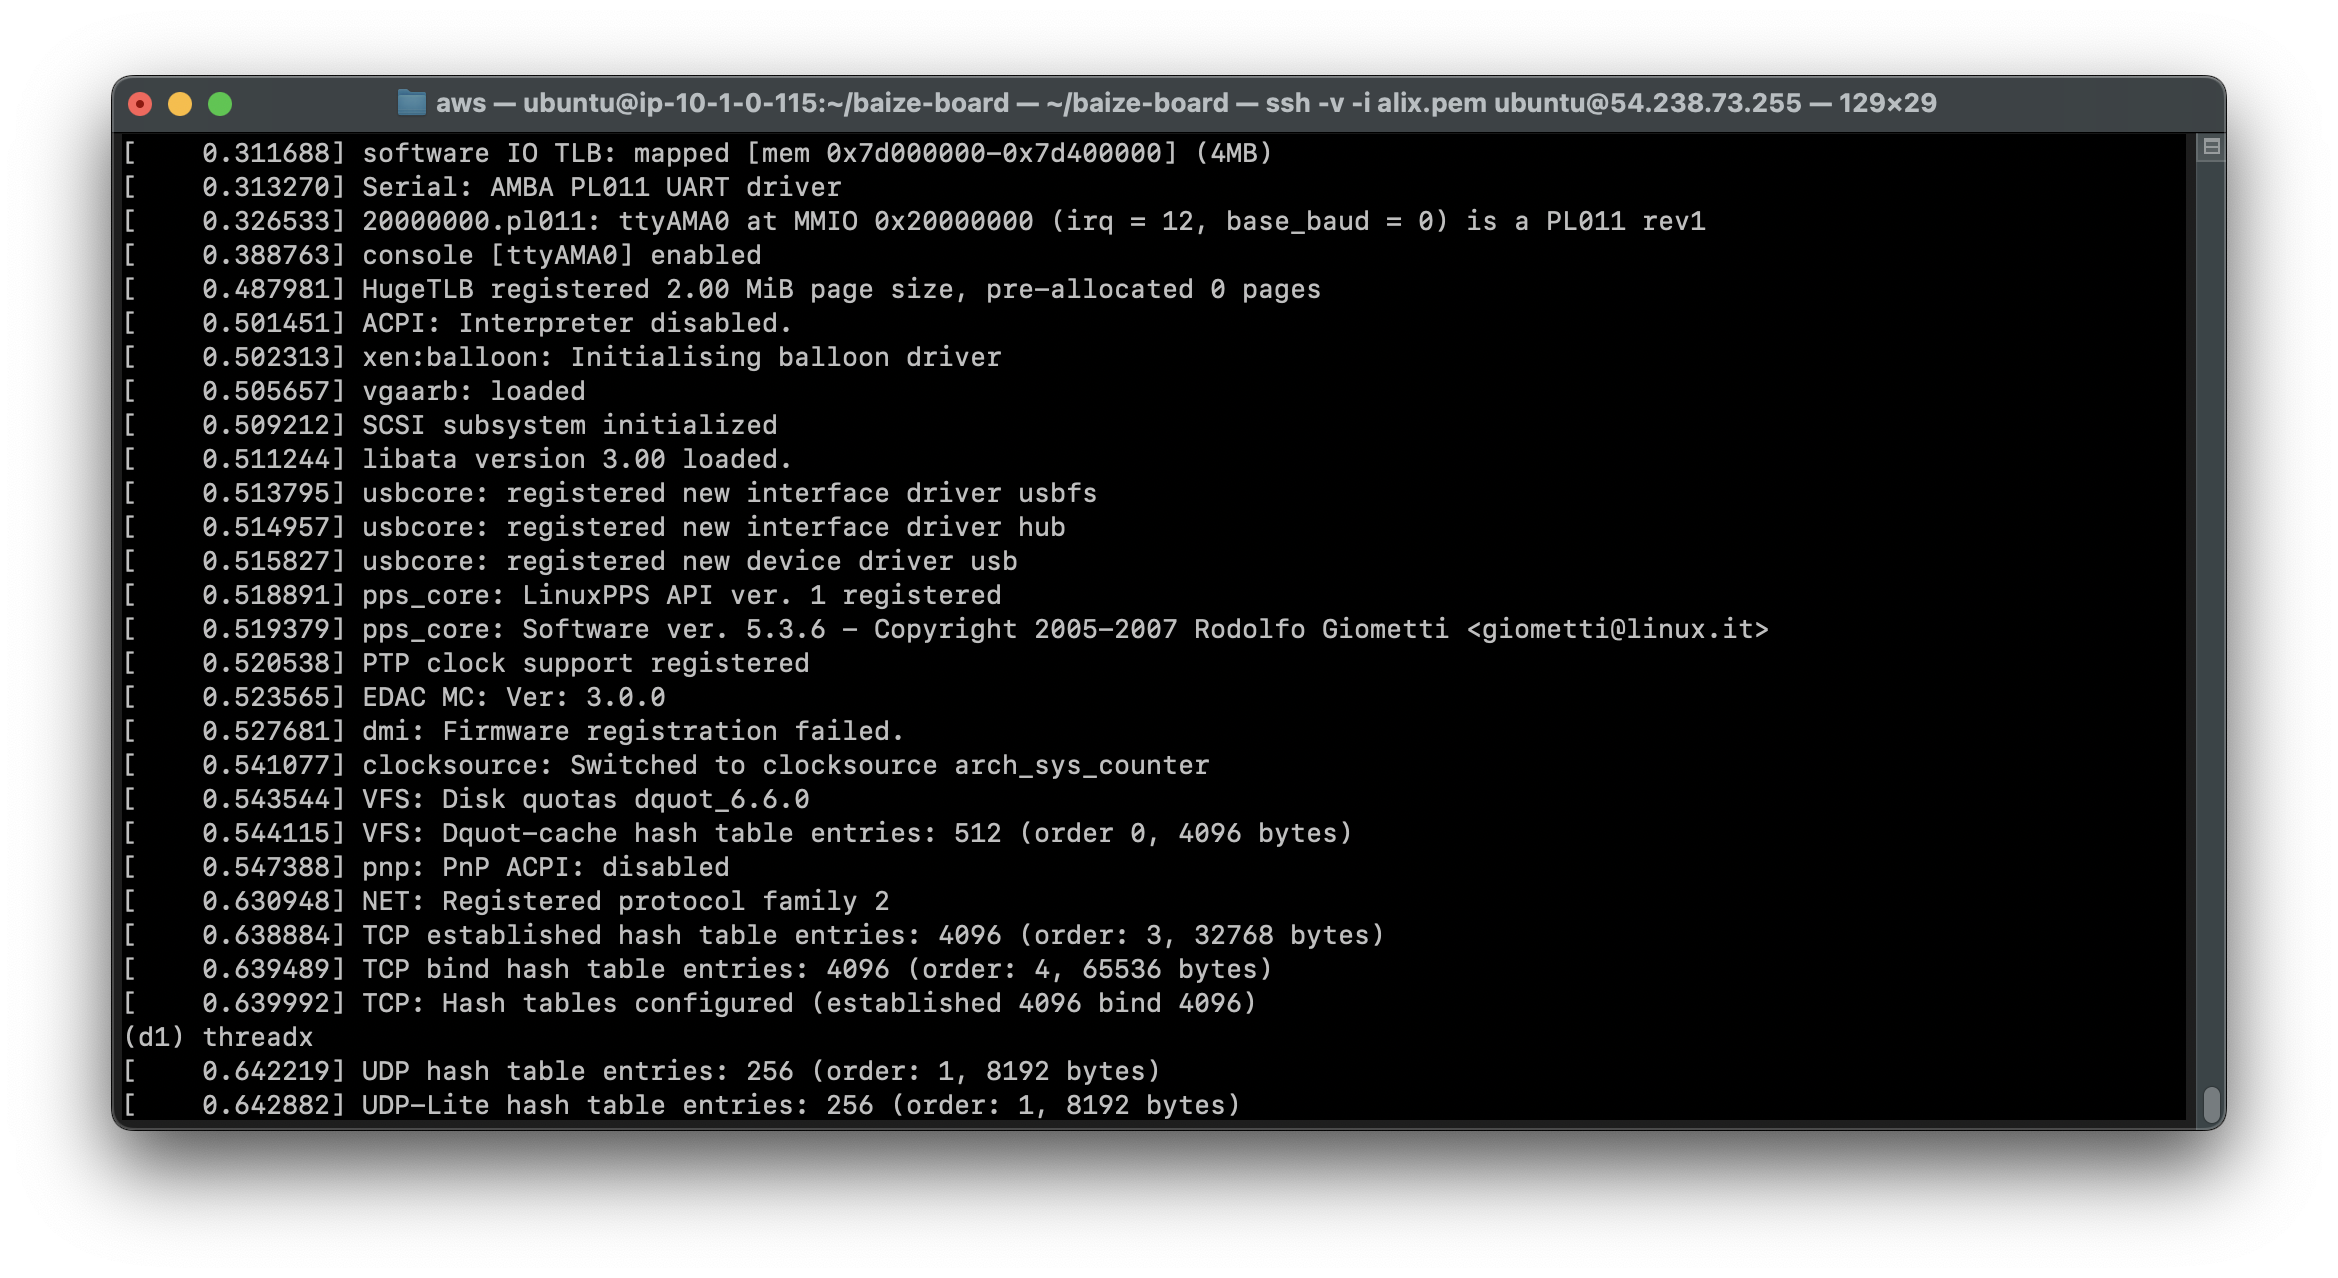 aws — ubuntu@ip-10-1-0-115:~/baize-board — ~/baize-board — ssh -v -i alix.pem ubuntu@54.238.73.255 — 129×29
[    0.311688] software IO TLB: mapped [mem 0x7d000000-0x7d400000] (4MB)
[    0.313270] Serial: AMBA PL011 UART driver
[    0.326533] 20000000.pl011: ttyAMA0 at MMIO 0x20000000 (irq = 12, base_baud = 0) is a PL011 rev1
[    0.388763] console [ttyAMA0] enabled
[    0.487981] HugeTLB registered 2.00 MiB page size, pre-allocated 0 pages
[    0.501451] ACPI: Interpreter disabled.
[    0.502313] xen:balloon: Initialising balloon driver
[    0.505657] vgaarb: loaded
[    0.509212] SCSI subsystem initialized
[    0.511244] libata version 3.00 loaded.
[    0.513795] usbcore: registered new interface driver usbfs
[    0.514957] usbcore: registered new interface driver hub
[    0.515827] usbcore: registered new device driver usb
[    0.518891] pps_core: LinuxPPS API ver. 1 registered
[    0.519379] pps_core: Software ver. 5.3.6 - Copyright 2005-2007 Rodolfo Giometti <giometti@linux.it>
[    0.520538] PTP clock support registered
[    0.523565] EDAC MC: Ver: 3.0.0
[    0.527681] dmi: Firmware registration failed.
[    0.541077] clocksource: Switched to clocksource arch_sys_counter
[    0.543544] VFS: Disk quotas dquot_6.6.0
[    0.544115] VFS: Dquot-cache hash table entries: 512 (order 0, 4096 bytes)
[    0.547388] pnp: PnP ACPI: disabled
[    0.630948] NET: Registered protocol family 2
[    0.638884] TCP established hash table entries: 4096 (order: 3, 32768 bytes)
[    0.639489] TCP bind hash table entries: 4096 (order: 4, 65536 bytes)
[    0.639992] TCP: Hash tables configured (established 4096 bind 4096)
(d1) threadx
[    0.642219] UDP hash table entries: 256 (order: 1, 8192 bytes)
[    0.642882] UDP-Lite hash table entries: 256 (order: 1, 8192 bytes)